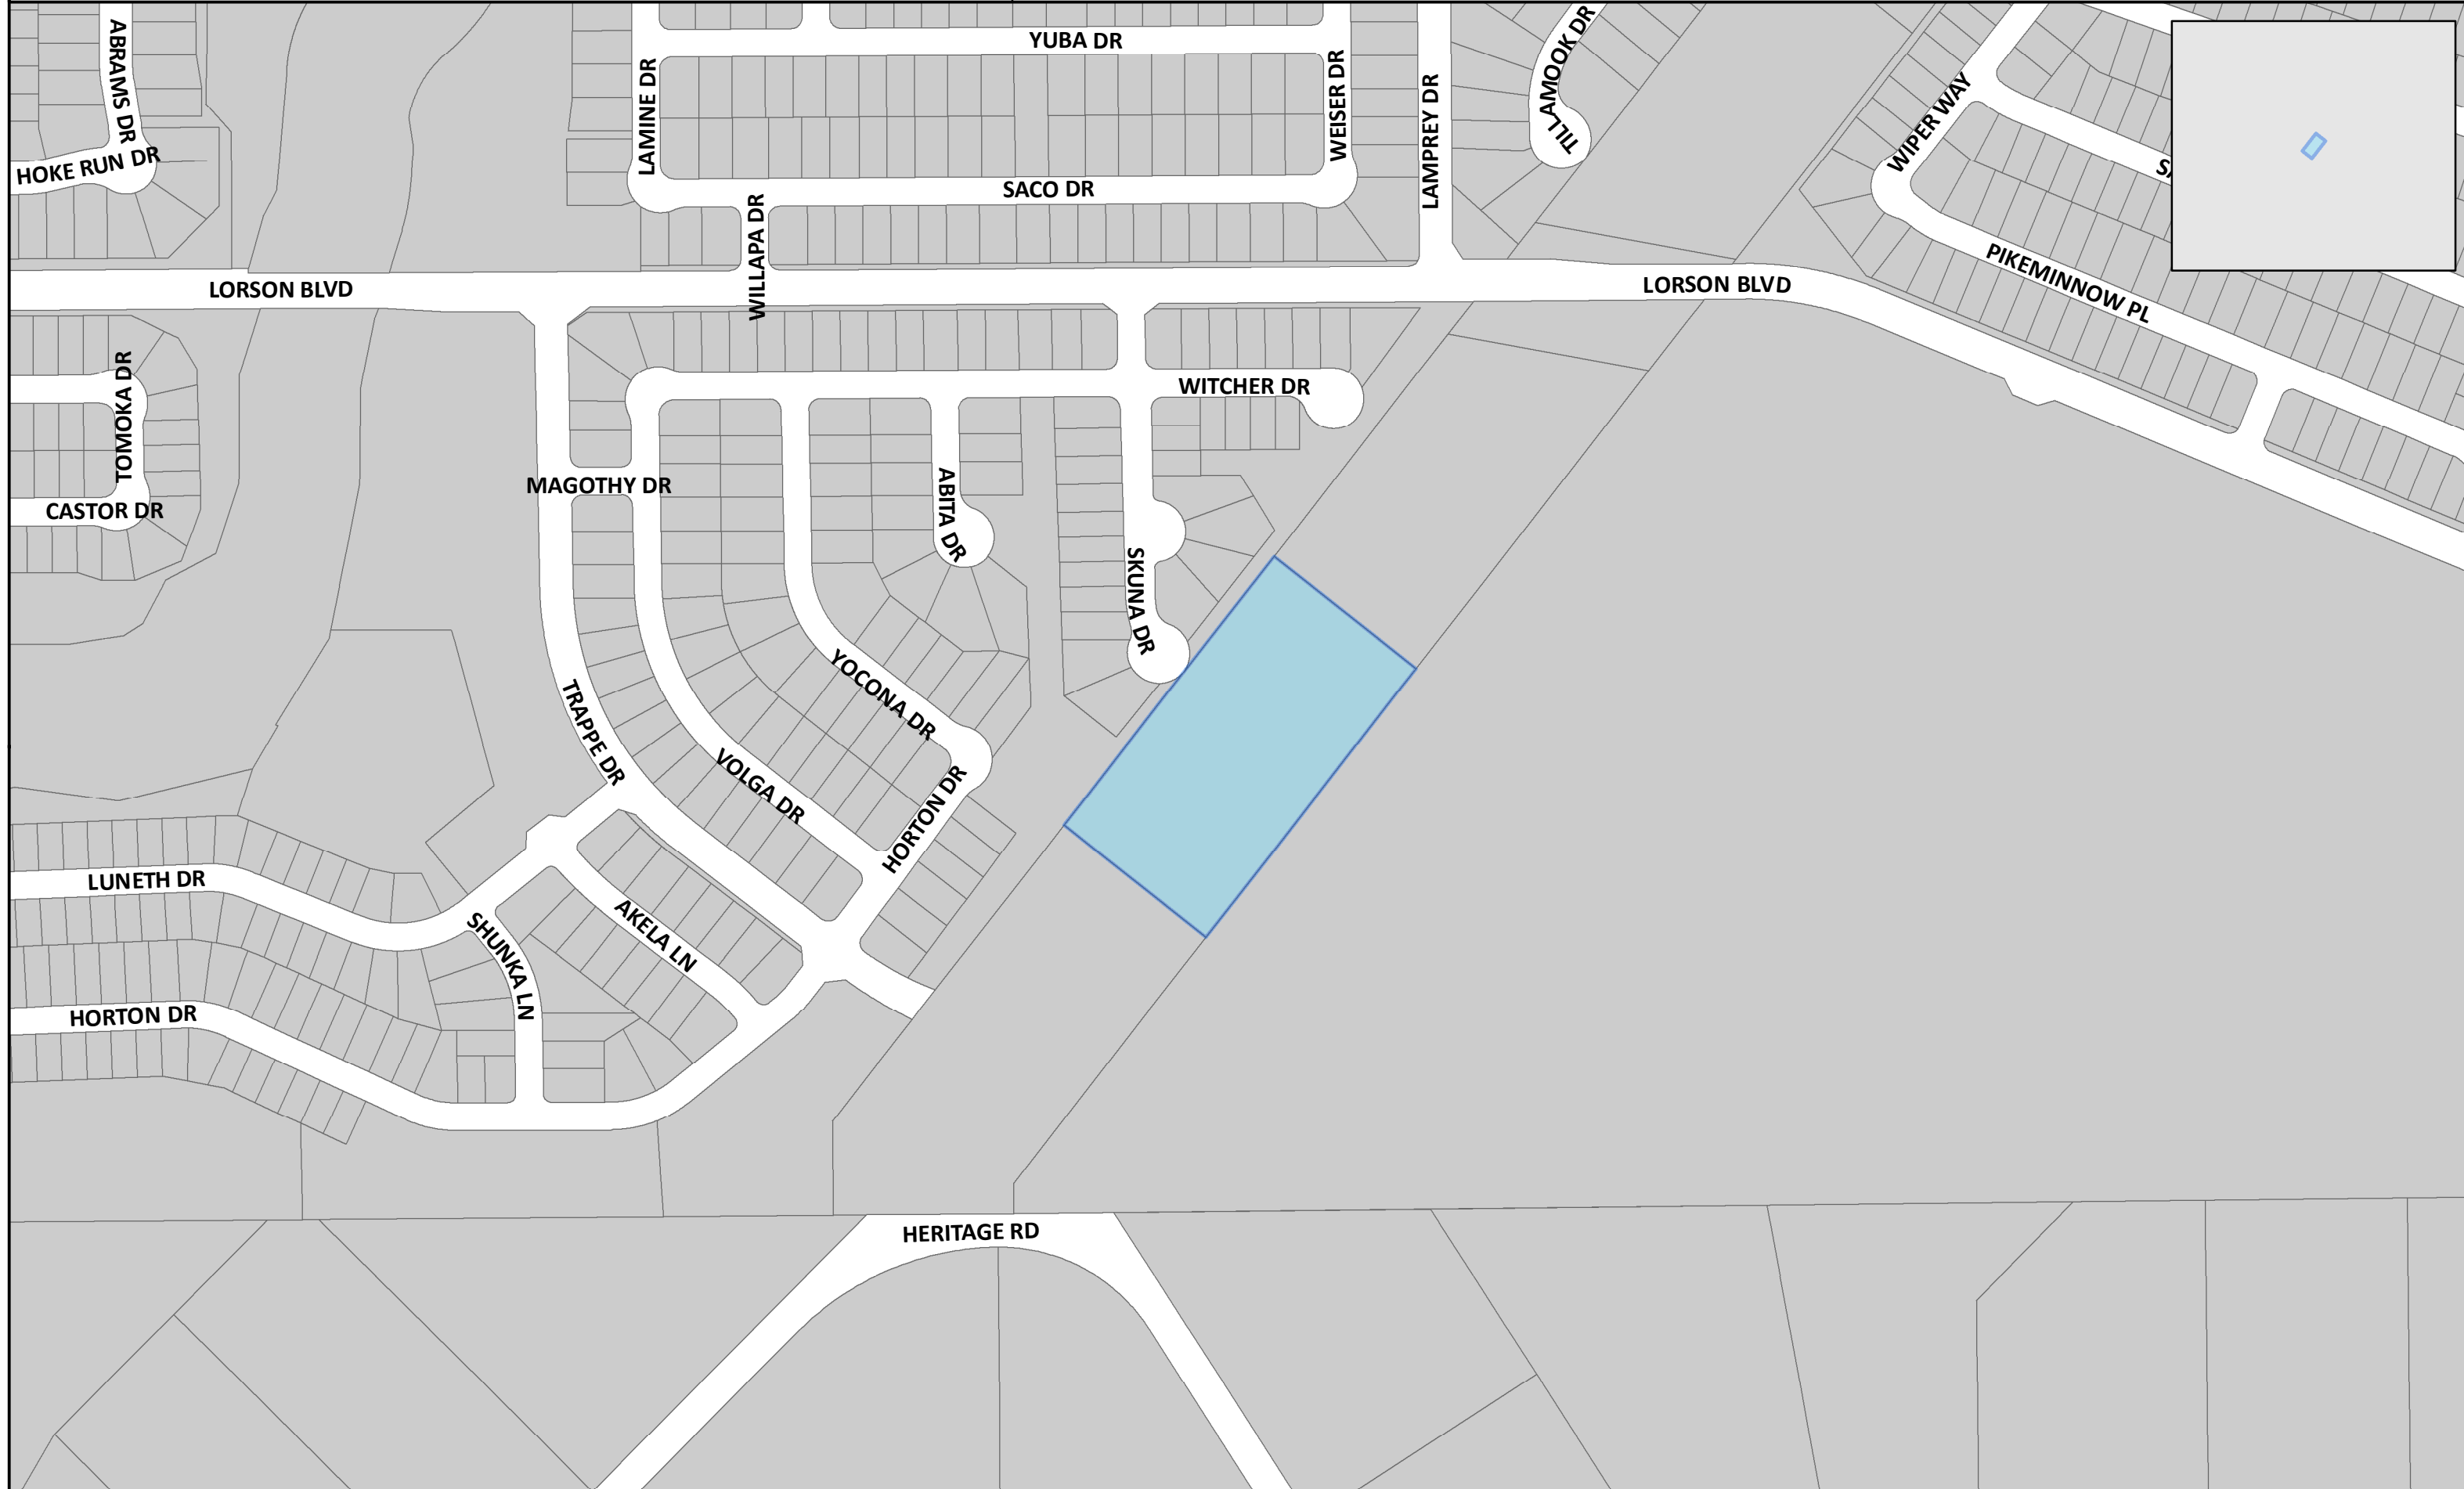 ABRAMS DR
HOKE RUN DR
LAMINE DR
YUBA DR
WEISER DR
LAMPREY DR
TILLAMOOK DR
WIPER WAY
SACO DR
WILLAPA DR
PIKEMINNOW PL
LORSON BLVD
LORSON BLVD
TOMOKA DR
CASTOR DR
WITCHER DR
MAGOTHY DR
ABITA DR
SKUNA DR
TRAPPE DR
YOCONA DR
VOLGA DR
HORTON DR
LUNETH DR
AKELA LN
SHUNKA LN
HORTON DR
HERITAGE RD